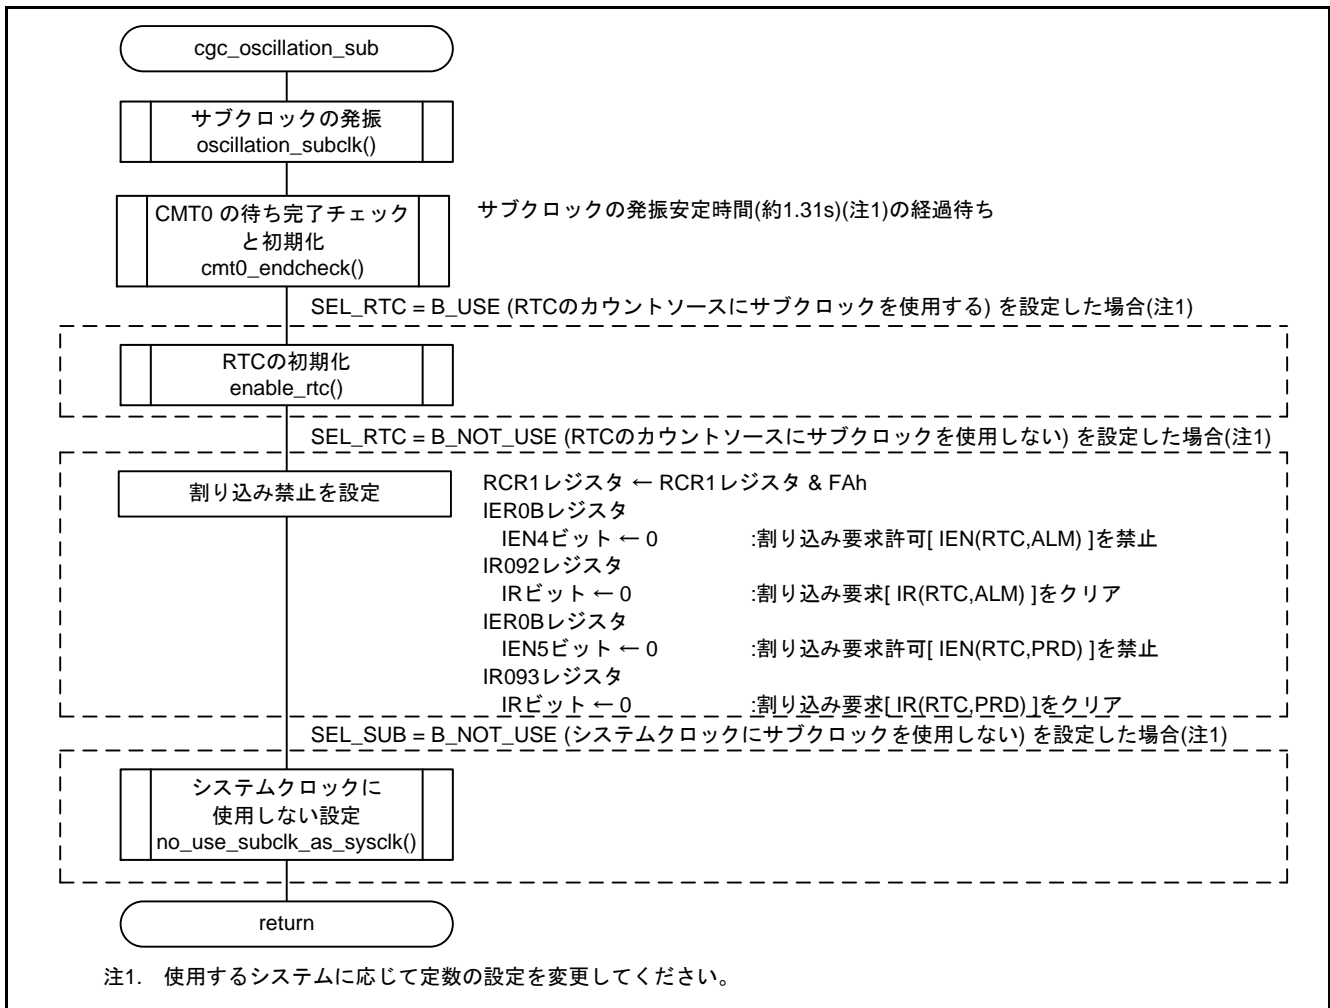 cgc_oscillation_sub
サブクロックの発振
oscillation_subclk()
CMT0 の待ち完了チェック
と初期化
cmt0_endcheck()
サブクロックの発振安定時間(約1.31s)(注1)の経過待ち
SEL_RTC = B_USE (RTCのカウントソースにサブクロックを使用する) を設定した場合(注1)
RTCの初期化
enable_rtc()
SEL_RTC = B_NOT_USE (RTCのカウントソースにサブクロックを使用しない) を設定した場合(注1)
割り込み禁止を設定
RCR1レジスタ ← RCR1レジスタ & FAh
IER0Bレジスタ
IEN4ビット ← 0 :割り込み要求許可[ IEN(RTC,ALM) ]を禁止
IR092レジスタ
IRビット ← 0 :割り込み要求[ IR(RTC,ALM) ]をクリア
IER0Bレジスタ
IEN5ビット ← 0 :割り込み要求許可[ IEN(RTC,PRD) ]を禁止
IR093レジスタ
IRビット ← 0 :割り込み要求[ IR(RTC,PRD) ]をクリア
SEL_SUB = B_NOT_USE (システムクロックにサブクロックを使用しない) を設定した場合(注1)
システムクロックに
使用しない設定
no_use_subclk_as_sysclk()
return
注1. 使用するシステムに応じて定数の設定を変更してください。